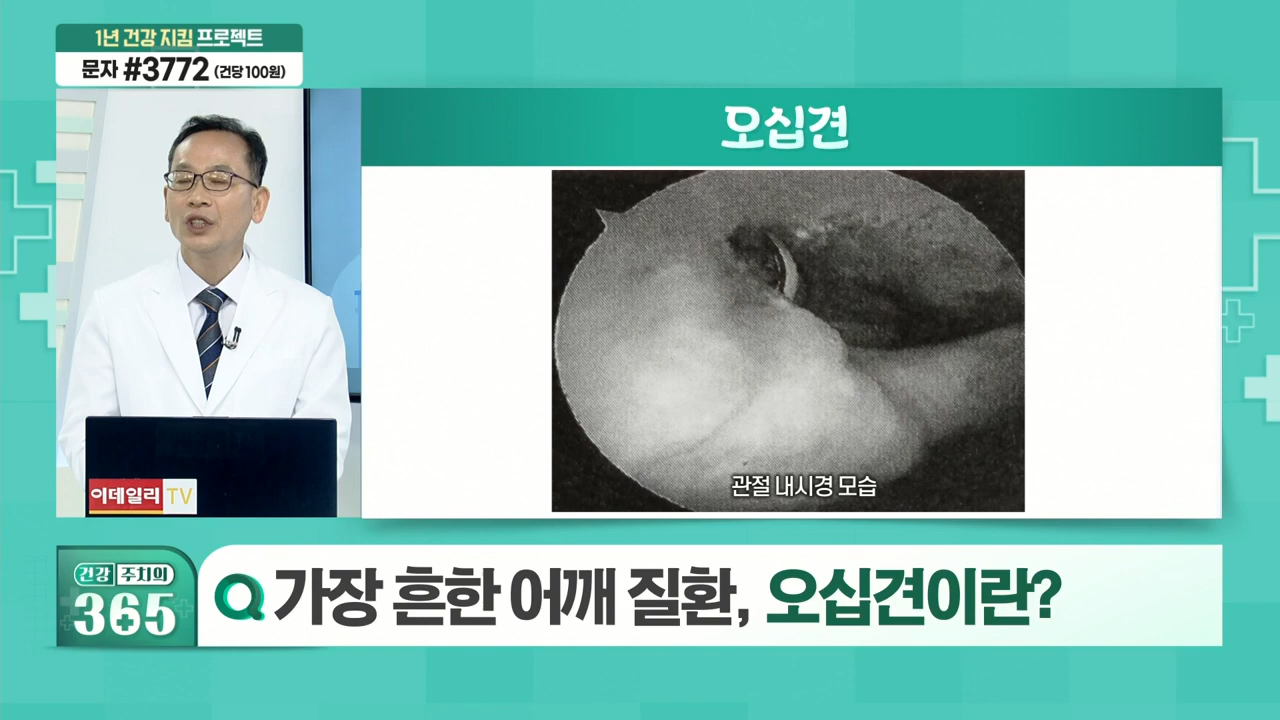 1년 건강 지킴 프로젝트
문자 #3772 (건당 100원)
오십견
관절 내시경 모습
이데일리 TV
건강 주치의
365
Q 가장 흔한 어깨 질환, 오십견이란?